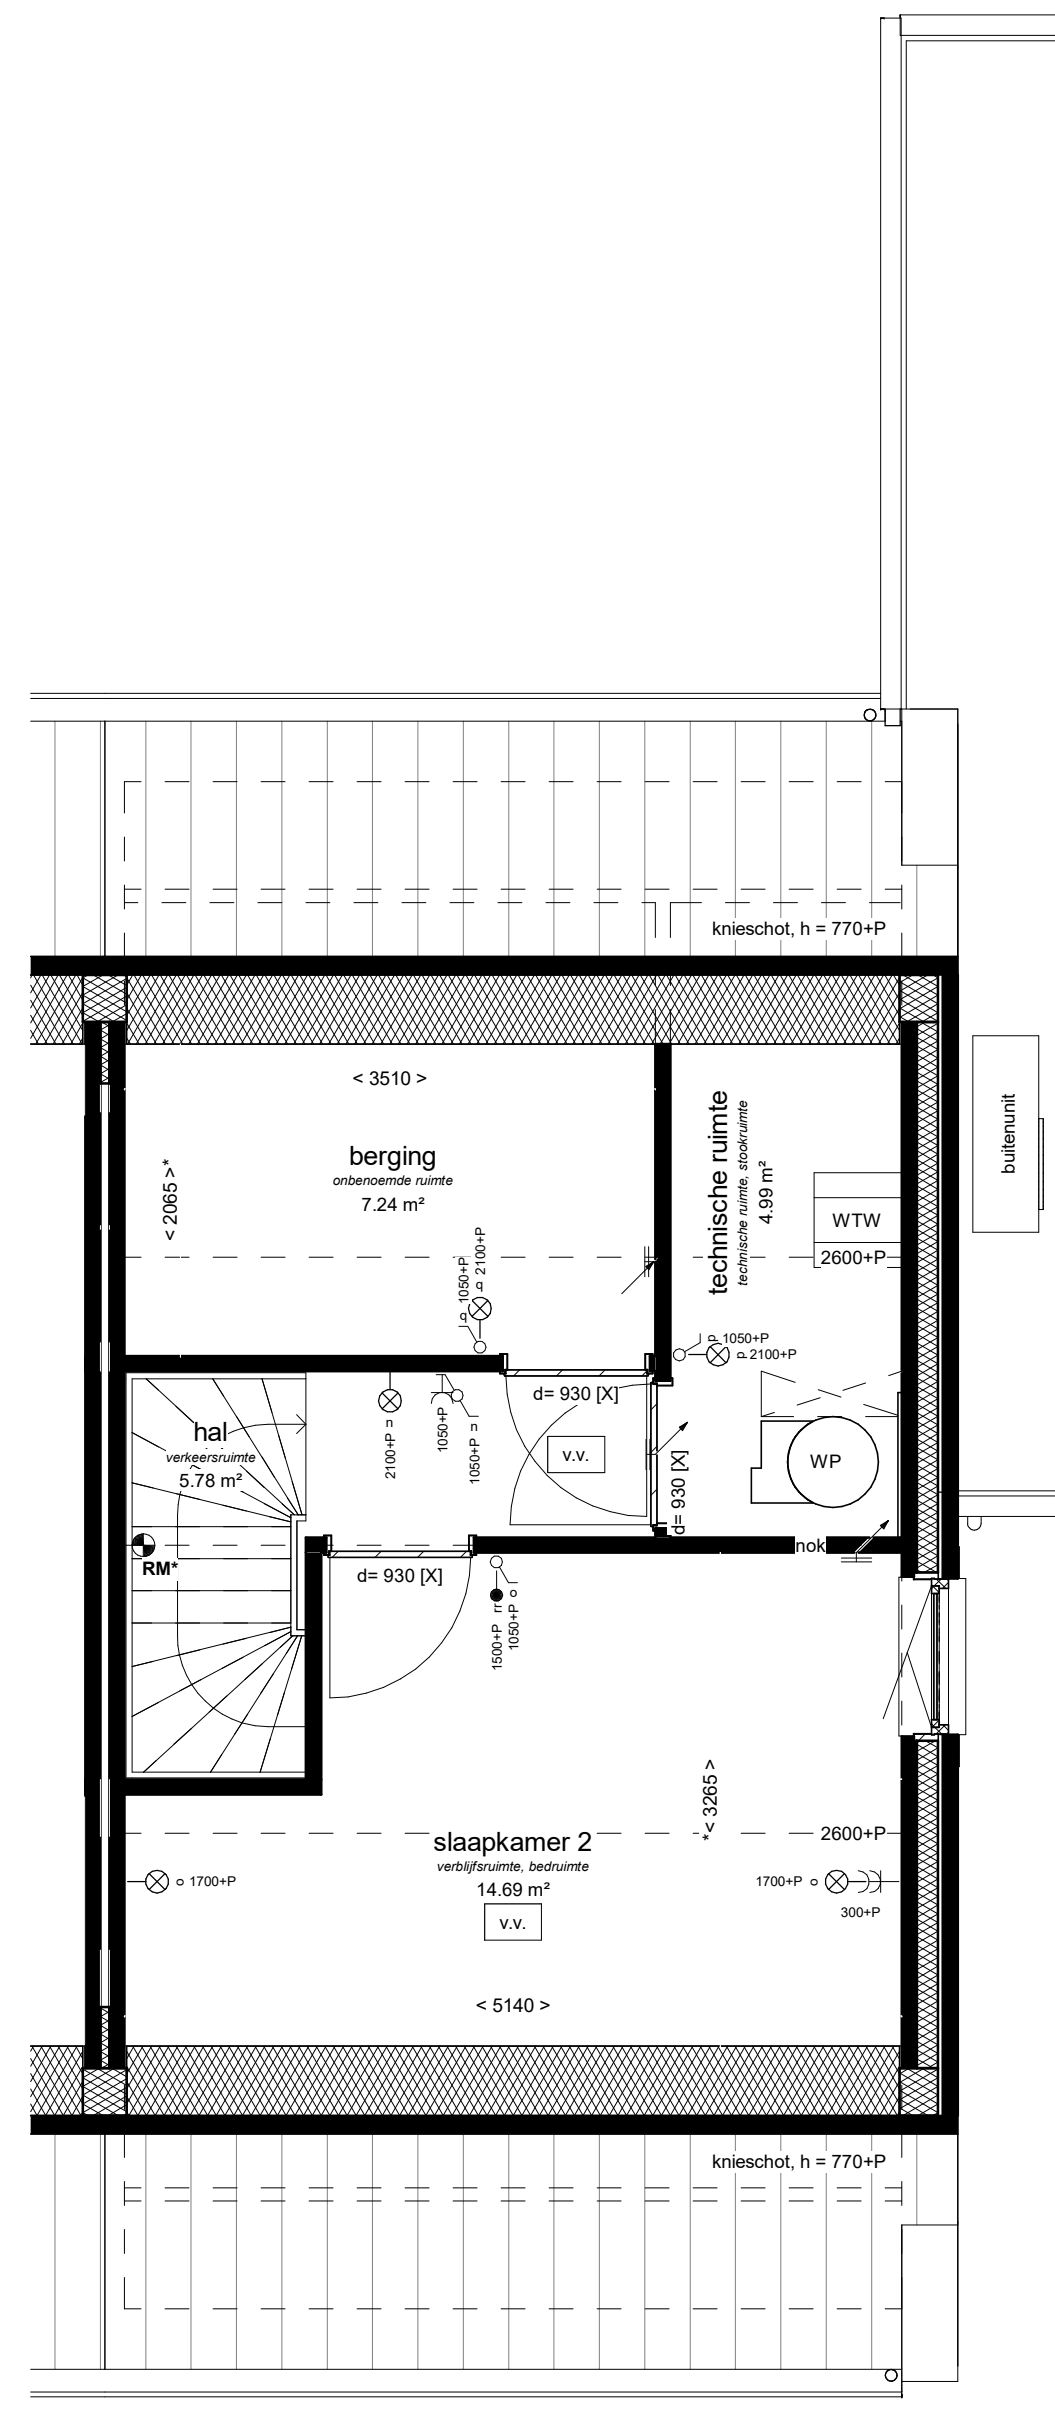 knieschot, h = 770+P
< 3510 >
< 2065 >*
berging
onbenoemde ruimte
7.24 m²
technische ruimte
technische ruimte, stookruimte
4.99 m²
WTW
2600+P
buitenunit
q 1050+P
q 2100+P
p 1050+P
p 2100+P
d= 930 [X]
hal
verkeersruimte
5.78 m²
2100+P n
1050+P
1050+P n
v.v.
d= 930 [X]
WP
nok
RM*
d= 930 [X]
1500+P rr
1050+P o
*< 3265 >
slaapkamer 2
verblijfsruimte, bedruimte
14.69 m²
v.v.
2600+P
o 1700+P
1700+P o
300+P
< 5140 >
knieschot, h = 770+P